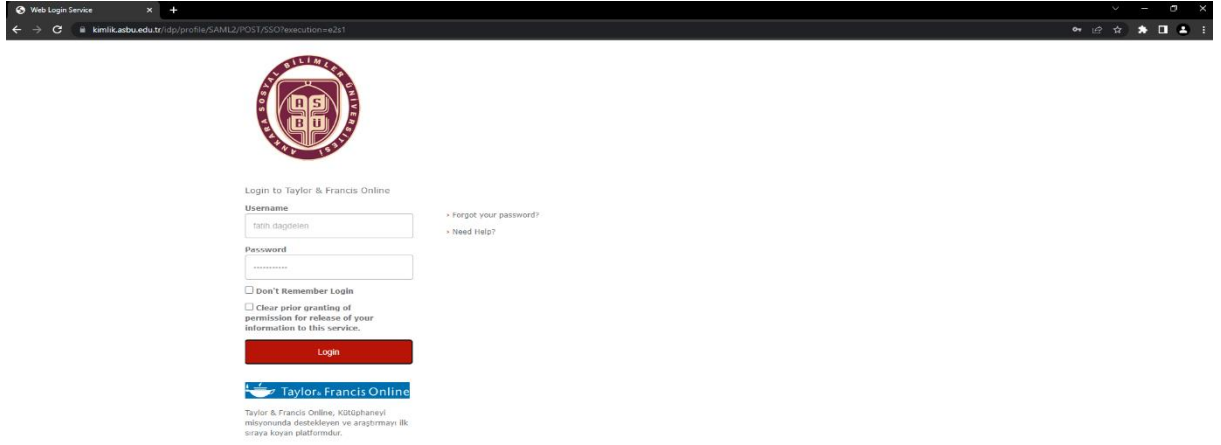 Web Login Service
kimlik.asbu.edu.tr/idp/profile/SAML2/POST/SSO?execution=e2s1
ANKARA SOSYAL BİLİMLER ÜNİVERSİTESİ
A S
B Ü
Login to Taylor & Francis Online
Username
fatih.dagdelen
› Forgot your password?
› Need Help?
Password
Don't Remember Login
Clear prior granting of
permission for release of your
information to this service.
Login
Taylor & Francis Online
Taylor & Francis Online, Kütüphaneyi
misyonunda destekleyen ve araştırmayı ilk
sıraya koyan platformdur.